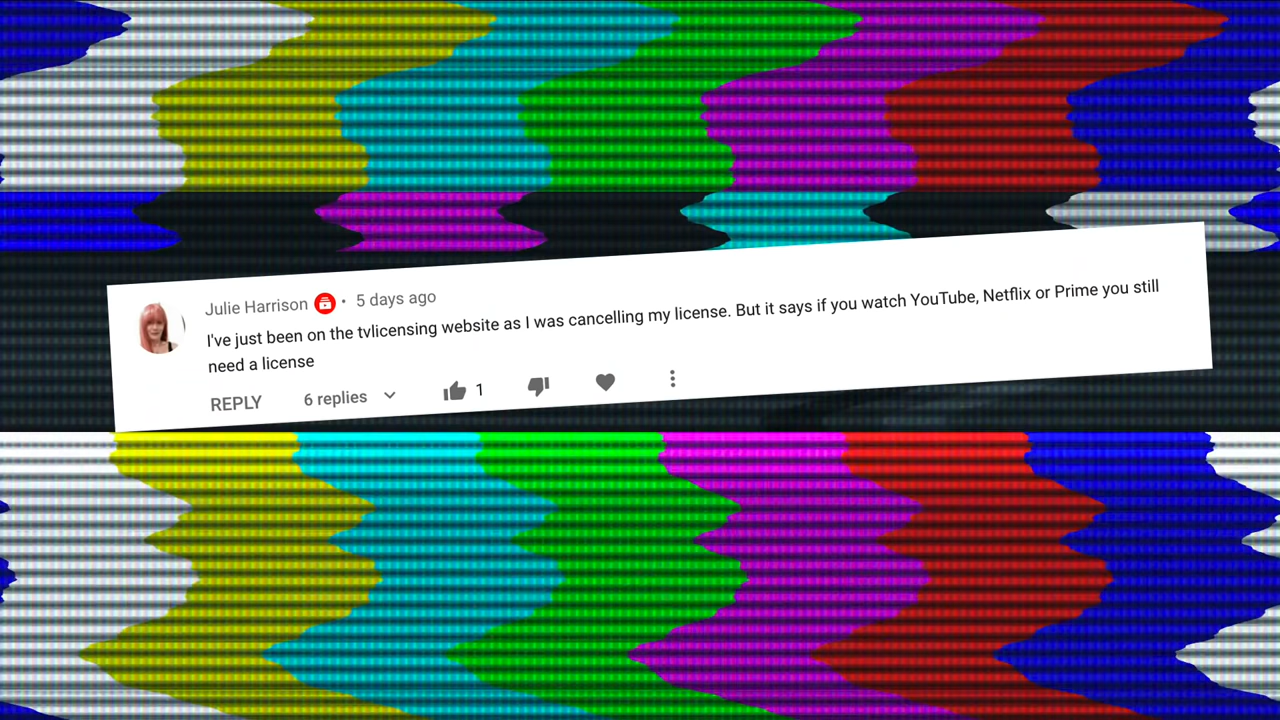 Julie Harrison • 5 days ago
I've just been on the tvlicensing website as I was cancelling my license. But it says if you watch YouTube, Netflix or Prime you still
need a license
REPLY 6 replies 1